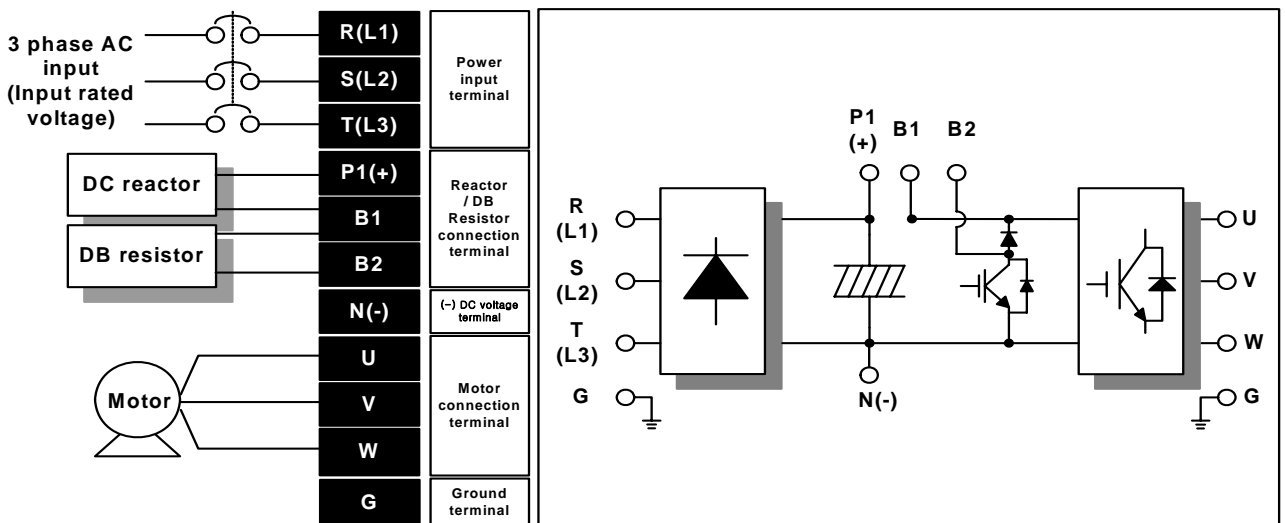 3 phase AC
input
(Input rated
voltage)
R(L1)
S(L2)
T(L3)
Power
input
terminal
DC reactor
DB resistor
P1(+)
B1
B2
Reactor
/ DB
Resistor
connection
terminal
N(-)
(-) DC voltage
terminal
Motor
U
V
W
Motor
connection
terminal
G
Ground
terminal
P1
(+)
B1
B2
R
(L1)
S
(L2)
T
(L3)
G
N(-)
U
V
W
G